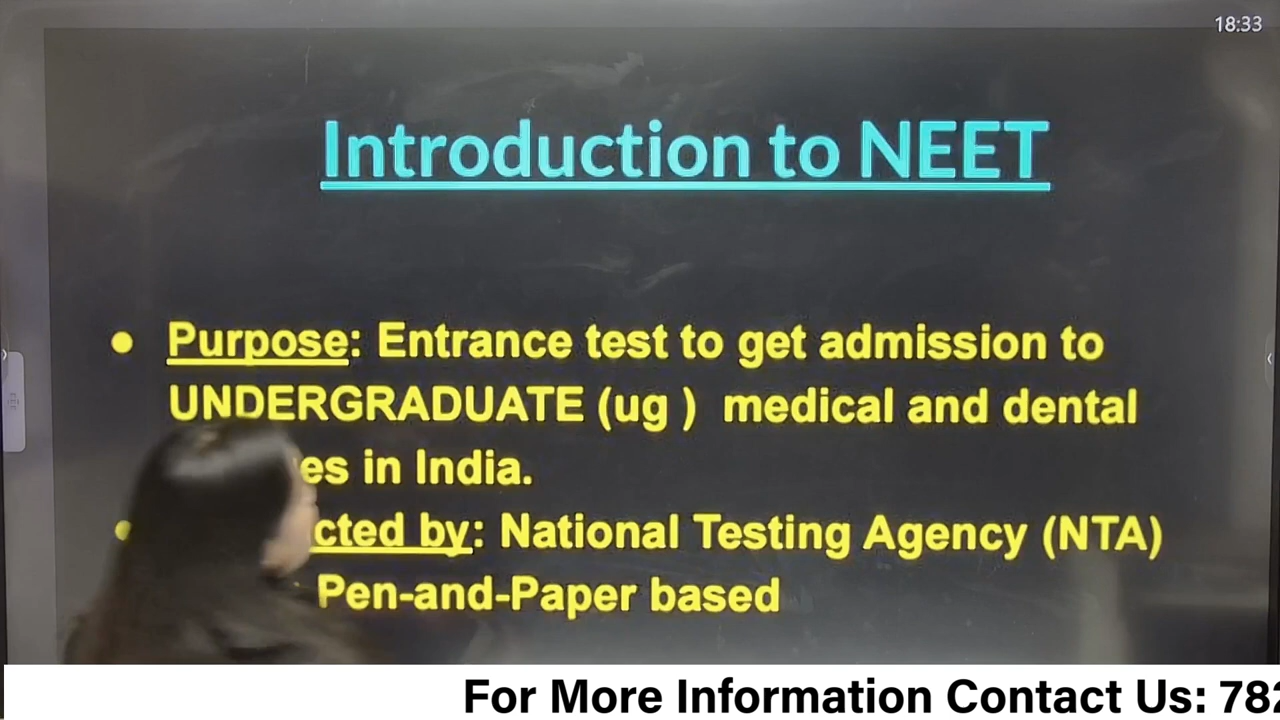 18:33
Introduction to NEET
Purpose: Entrance test to get admission to
UNDERGRADUATE (ug ) medical and dental
es in India.
cted by: National Testing Agency (NTA)
Pen-and-Paper based
For More Information Contact Us: 782